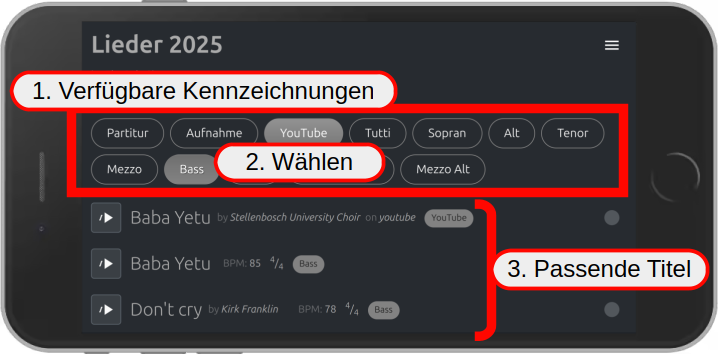 Lieder 2025
1. Verfügbare Kennzeichnungen
Partitur Aufnahme YouTube Tutti Sopran Alt Tenor
Mezzo Bass 2. Wählen Mezzo Alt
Baba Yetu by Stellenbosch University Choir on youtube YouTube
Baba Yetu BPM: 85 4/4 Bass
3. Passende Titel
Don't cry by Kirk Franklin BPM: 78 4/4 Bass